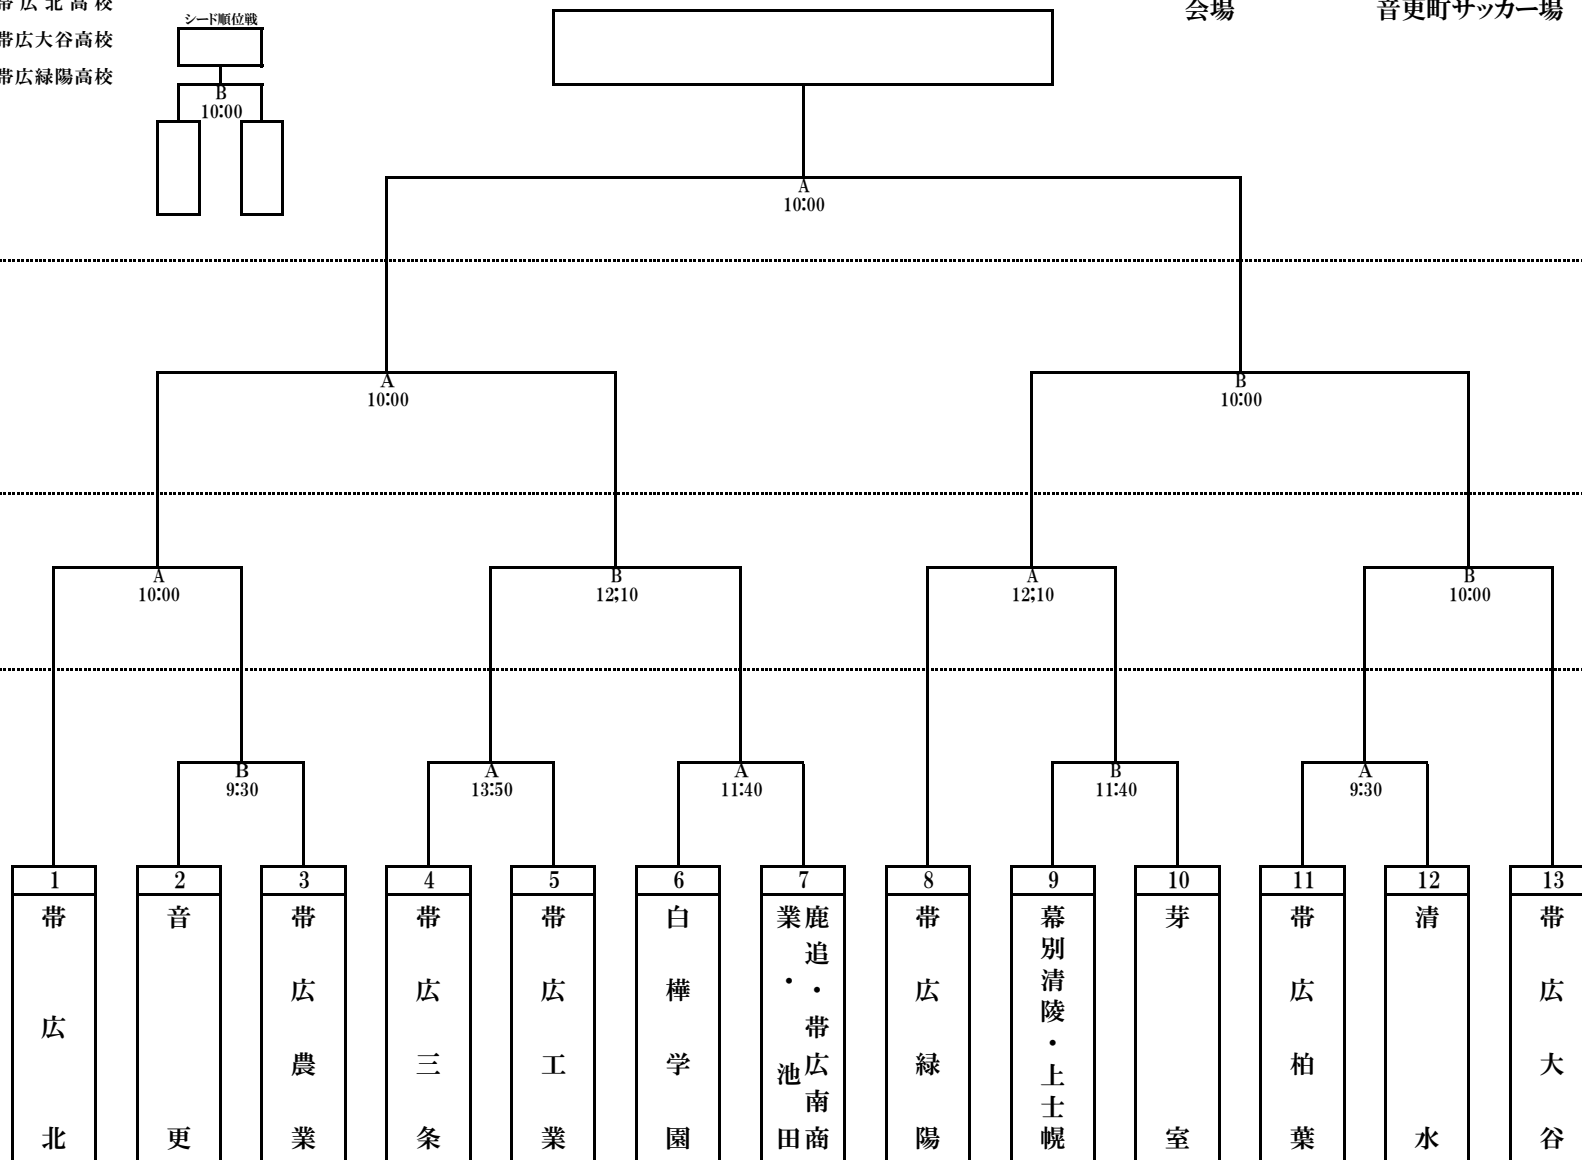 帯広北高校
会場 音更町サッカー場
シード順位戦
帯広大谷高校
帯広緑陽高校
B
10:00
A
10:00
A
10:00
B
10:00
A
10:00
B
12;10
A
12;10
B
10:00
B
9:30
A
13:50
A
11:40
B
11:40
A
9:30
1
帯広北
2
音更
3
帯広農業
4
帯広三条
5
帯広工業
6
白樺学園
7
鹿追・帯広南商
業・池田
8
帯広緑陽
9
幕別清陵・上士幌
10
芽室
11
帯広柏葉
12
清水
13
帯広大谷